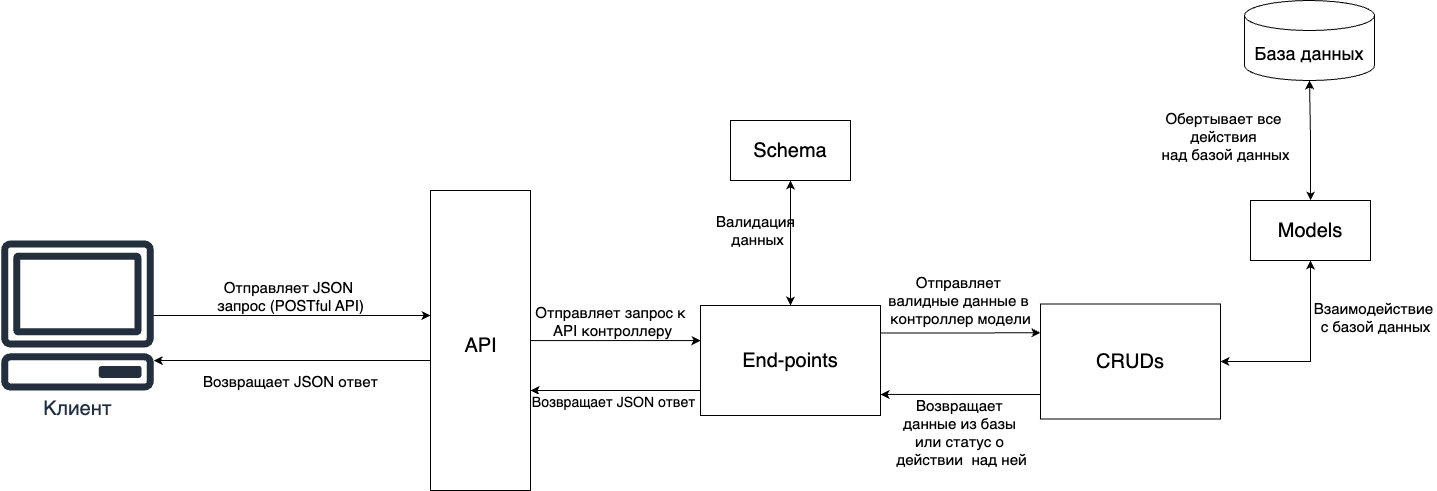 База данных
Обертывает все
действия
над базой данных
Schema
Валидация
данных
Models
Отправляет JSON
запрос (POSTful API)
Отправляет запрос к
API контроллеру
Отправляет
валидные данные в
контроллер модели
Взаимодействие
с базой данных
API
End-points
CRUDs
Возвращает JSON ответ
Возвращает JSON ответ
Возвращает
данные из базы
или статус о
действии над ней
Клиент